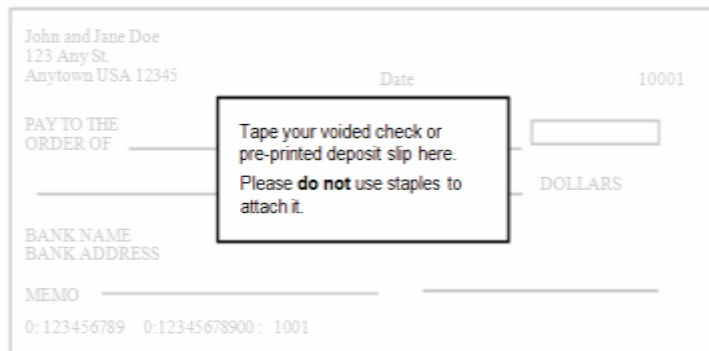 John and Jane Doe
123 Any St.
Anytown USA 12345
Date 10001
PAY TO THE
ORDER OF
Tape your voided check or
pre-printed deposit slip here.
Please do not use staples to
attach it.
DOLLARS
BANK NAME
BANK ADDRESS
MEMO
0: 123456789 0:12345678900 : 1001